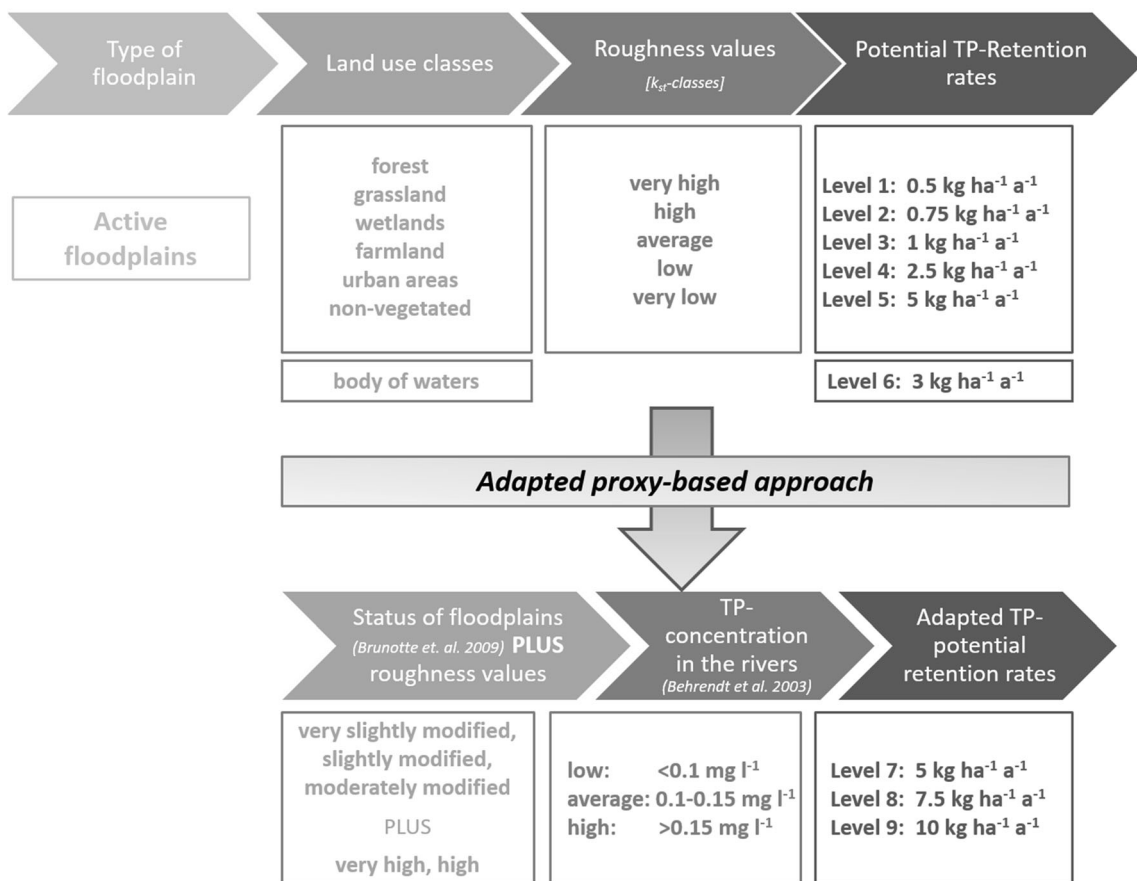 Type of
floodplain
Land use classes
Roughness values
[kₛₜ-classes]
Potential TP-Retention
rates
Active
floodplains
forest
grassland
wetlands
farmland
urban areas
non-vegetated
very high
high
average
low
very low
Level 1: 0.5 kg ha⁻¹ a⁻¹
Level 2: 0.75 kg ha⁻¹ a⁻¹
Level 3: 1 kg ha⁻¹ a⁻¹
Level 4: 2.5 kg ha⁻¹ a⁻¹
Level 5: 5 kg ha⁻¹ a⁻¹
body of waters
Level 6: 3 kg ha⁻¹ a⁻¹
Adapted proxy-based approach
Status of floodplains
(Brunotte et. al. 2009) PLUS
roughness values
TP-
concentration
in the rivers
(Behrendt et al. 2003)
Adapted TP-
potential
retention rates
very slightly modified,
slightly modified,
moderately modified
PLUS
very high, high
low: <0.1 mg l⁻¹
average: 0.1-0.15 mg l⁻¹
high: >0.15 mg l⁻¹
Level 7: 5 kg ha⁻¹ a⁻¹
Level 8: 7.5 kg ha⁻¹ a⁻¹
Level 9: 10 kg ha⁻¹ a⁻¹